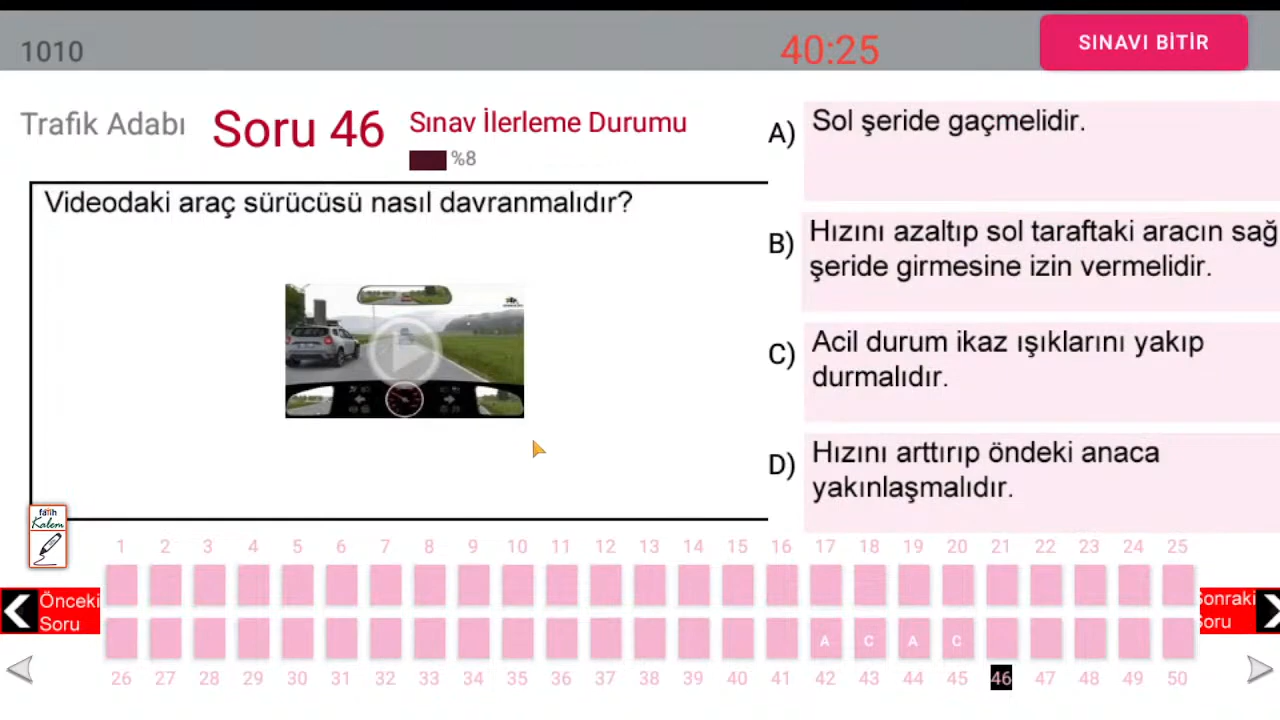 1010
40:25
SINAVI BİTİR
Trafik Adabı
Soru 46
Sınav İlerleme Durumu
%8
Videodaki araç sürücüsü nasıl davranmalıdır?
A) Sol şeride gaçmelidir.
B) Hızını azaltıp sol taraftaki aracın sağ
şeride girmesine izin vermelidir.
C) Acil durum ikaz ışıklarını yakıp
durmalıdır.
D) Hızını arttırıp öndeki anaca
yakınlaşmalıdır.
fatih
Kalem
1 2 3 4 5 6 7 8 9 10 11 12 13 14 15 16 17 18 19 20 21 22 23 24 25
Önceki
Soru
Sonraki
Soru
A C A C
26 27 28 29 30 31 32 33 34 35 36 37 38 39 40 41 42 43 44 45 46 47 48 49 50